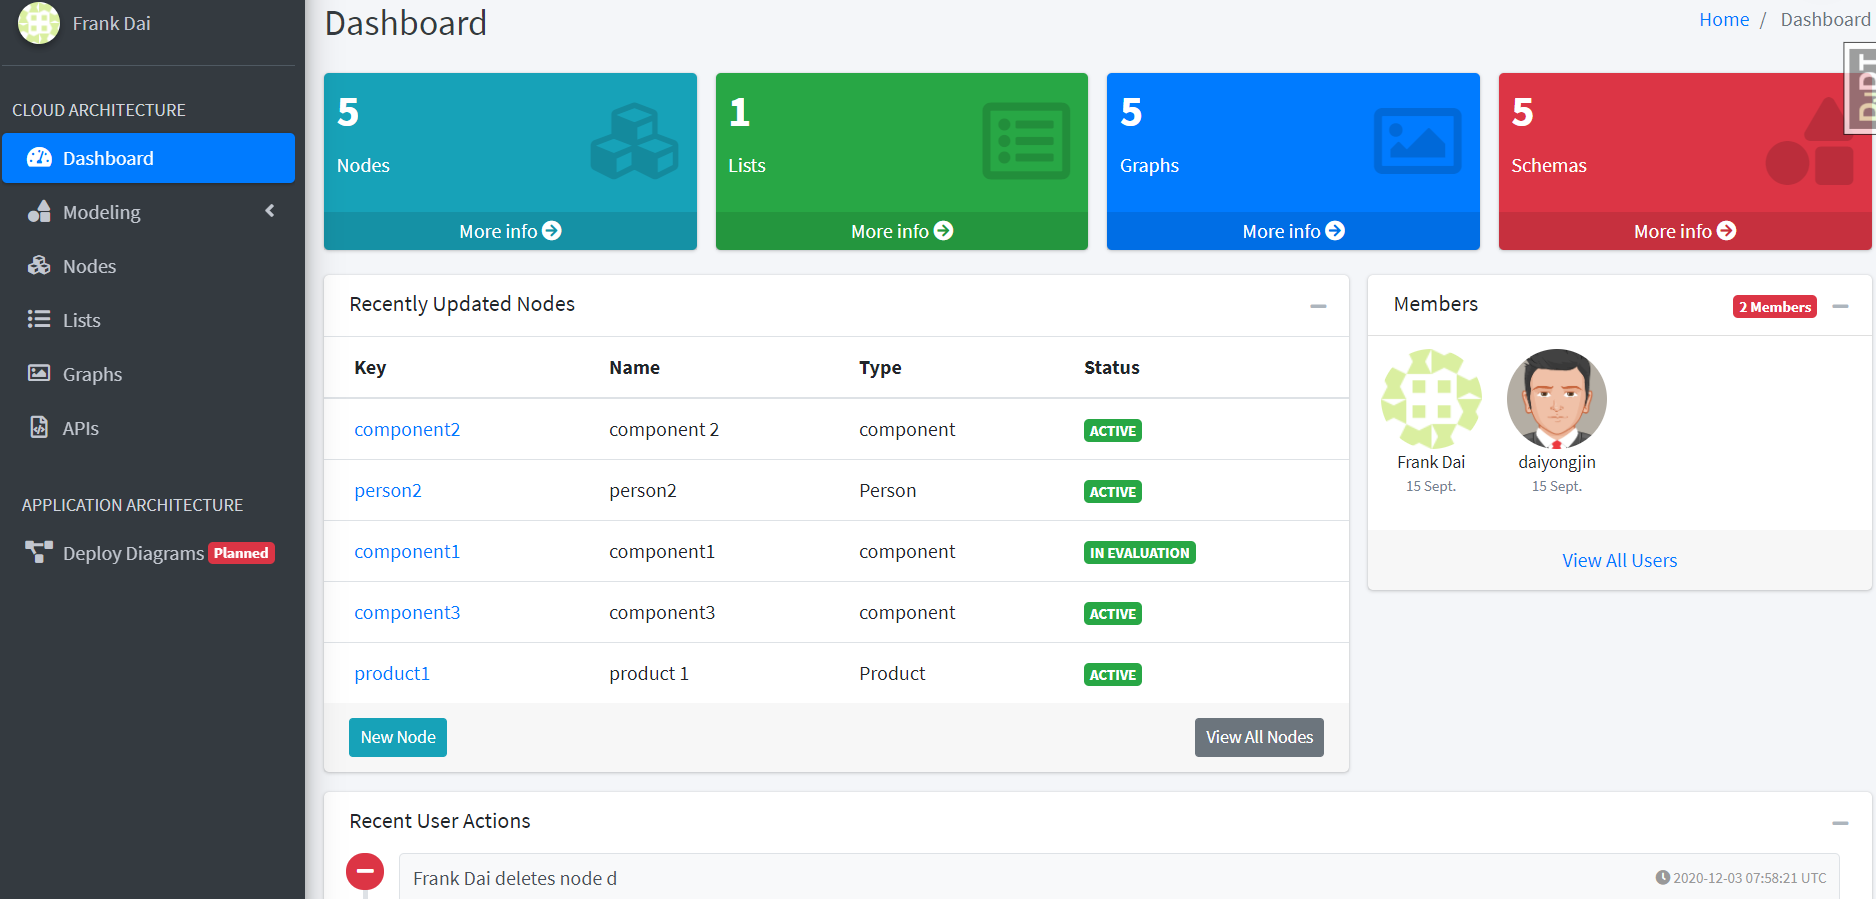 Frank Dai
CLOUD ARCHITECTURE
Dashboard
Modeling
Nodes
Lists
Graphs
APIs
APPLICATION ARCHITECTURE
Deploy Diagrams Planned
Dashboard
Home / Dashboard
DjDT
5
Nodes
More info
1
Lists
More info
5
Graphs
More info
5
Schemas
More info
Recently Updated Nodes
Key Name Type Status
component2 component 2 component ACTIVE
person2 person2 Person ACTIVE
component1 component1 component IN EVALUATION
component3 component3 component ACTIVE
product1 product 1 Product ACTIVE
New Node View All Nodes
Members 2 Members
Frank Dai
15 Sept.
daiyongjin
15 Sept.
View All Users
Recent User Actions
Frank Dai deletes node d 2020-12-03 07:58:21 UTC